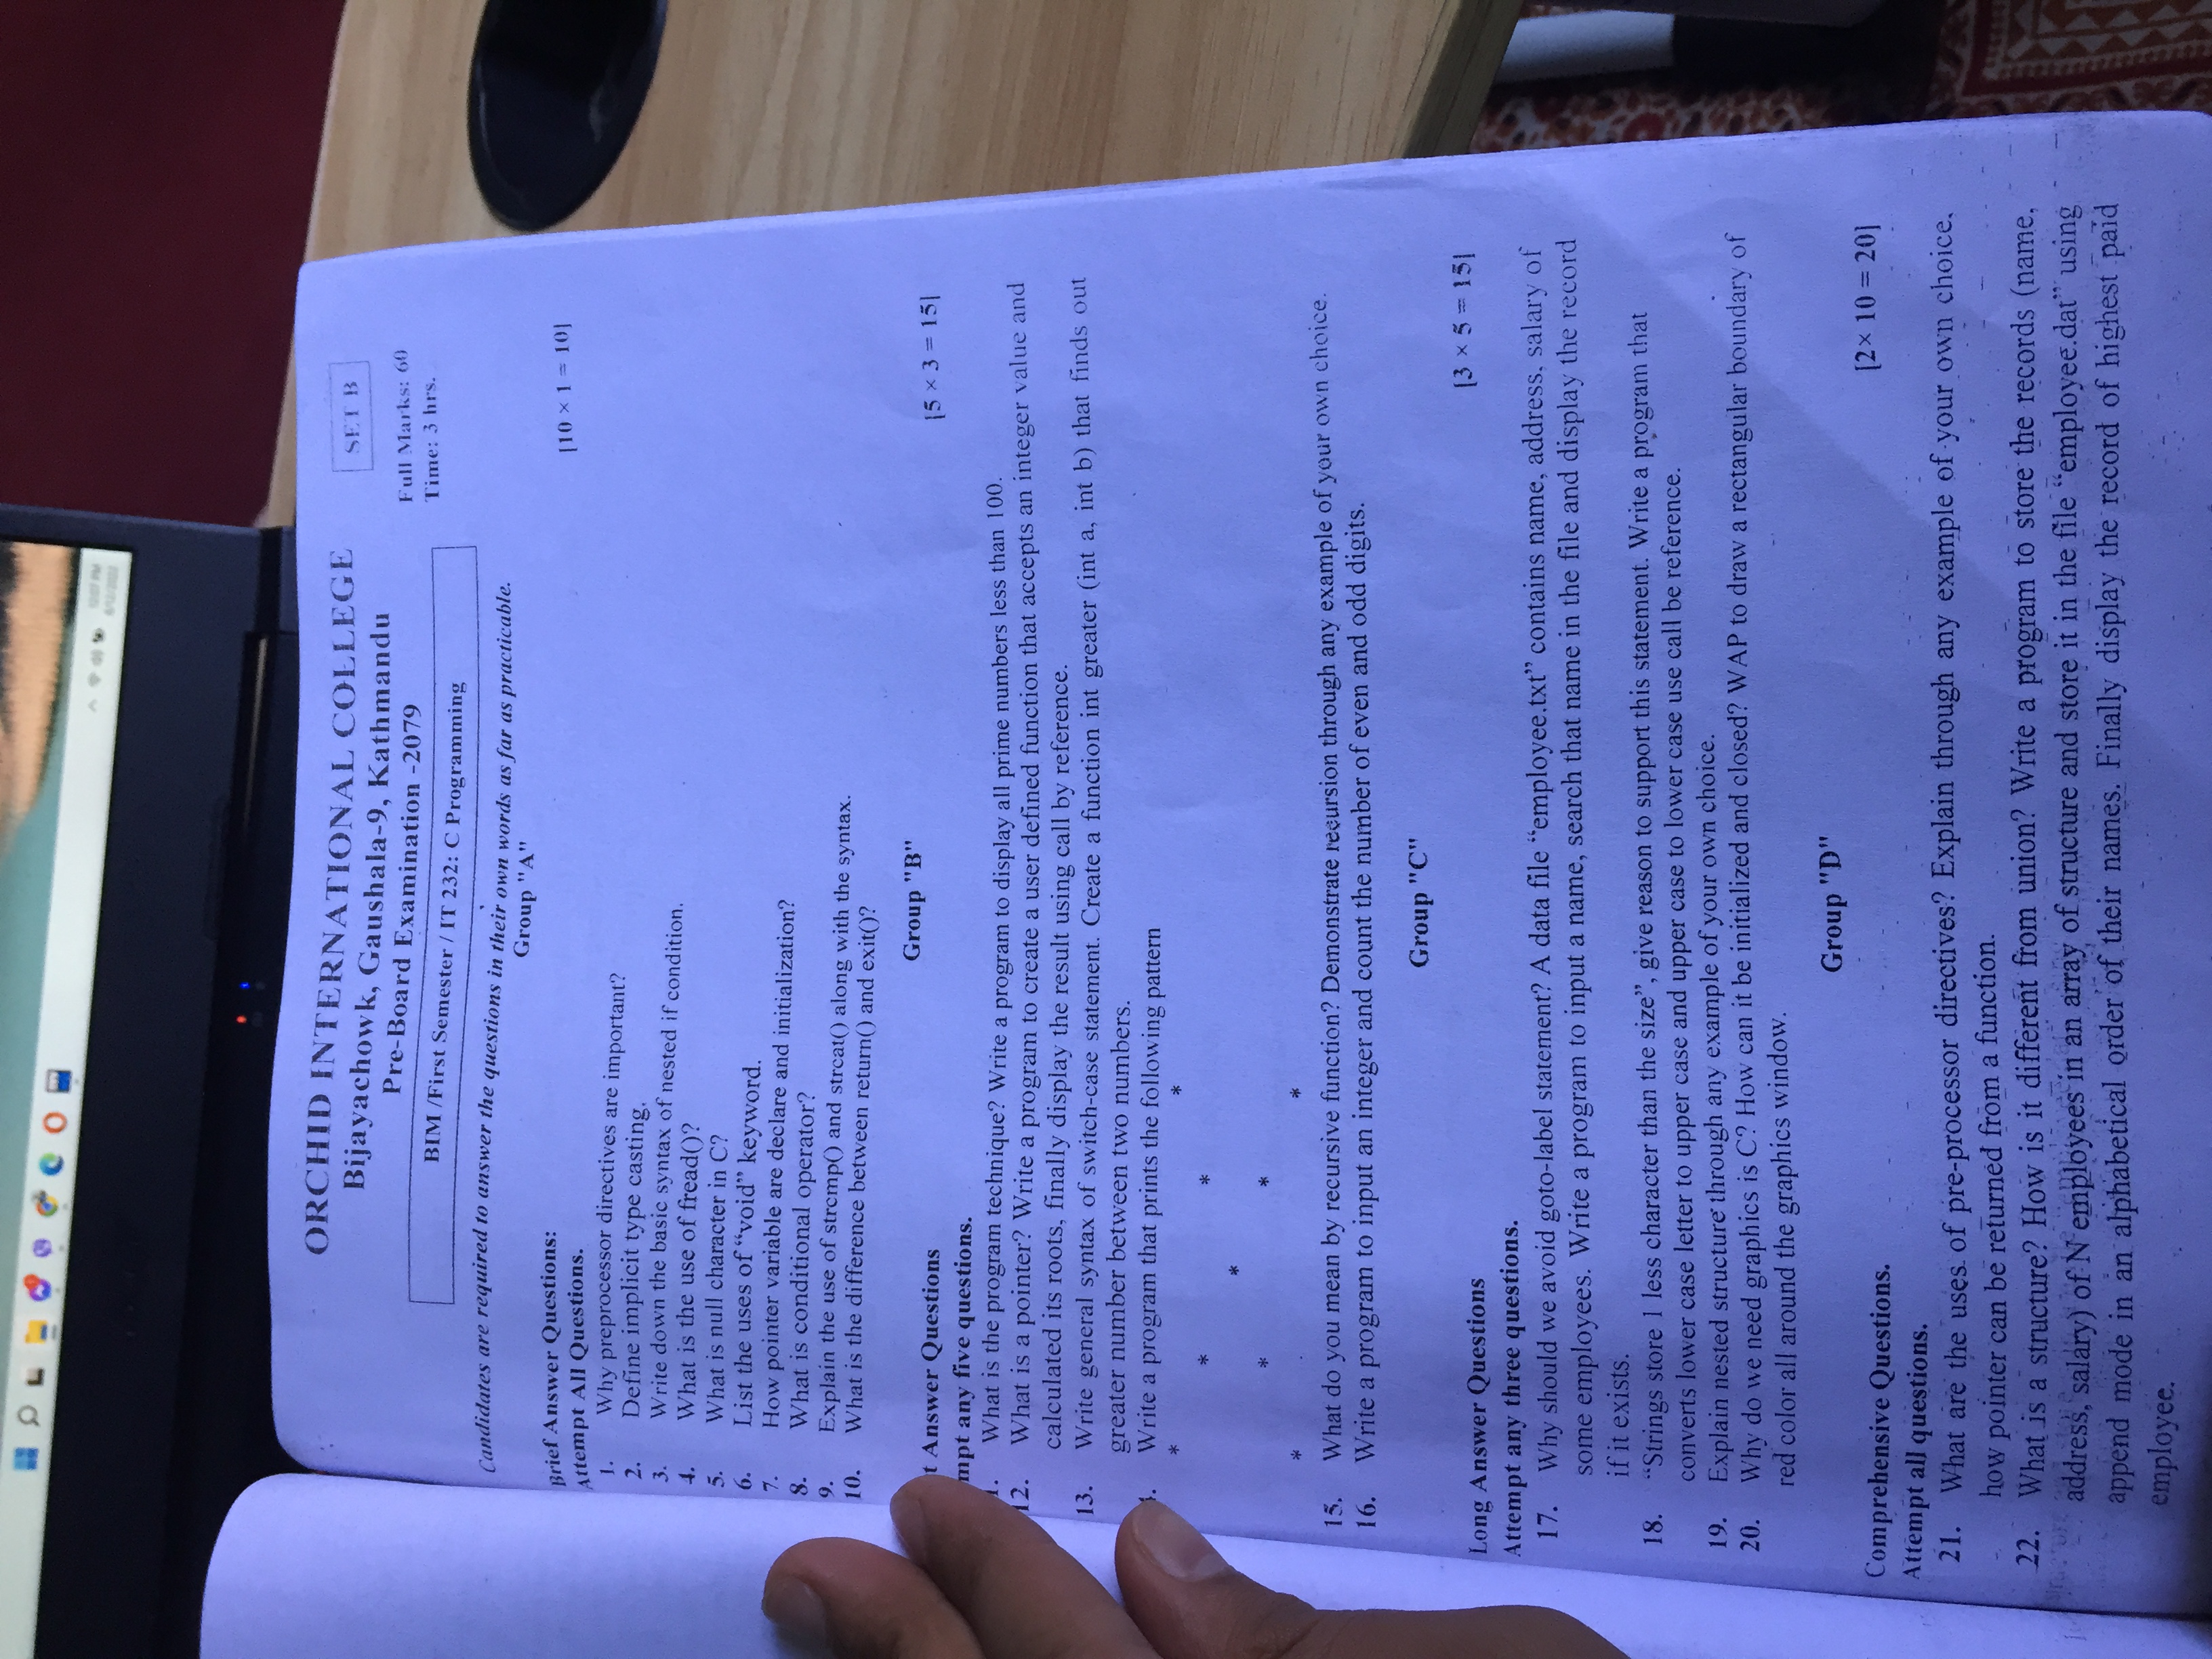 12:07 PM
ORCHID INTERNATIONAL COLLEGE
SET B
Bijayachowk, Gaushala-9, Kathmandu
Pre-Board Examination -2079
Full Marks: 60
Time: 3 hrs.
BIM /First Semester / IT 232: C Programming
Candidates are required to answer the questions in their own words as far as practicable.
Group "A"
Brief Answer Questions:
[10 × 1 = 10]
Attempt All Questions.
1. Why preprocessor directives are important?
2. Define implicit type casting.
3. Write down the basic syntax of nested if condition.
4. What is the use of fread()?
5. What is null character in C?
6. List the uses of “void” keyword.
7. How pointer variable are declare and initialization?
8. What is conditional operator?
9. Explain the use of strcmp() and strcat() along with the syntax.
10. What is the difference between return() and exit()?
Group "B"
t Answer Questions
[5 × 3 = 15]
mpt any five questions.
1. What is the program technique? Write a program to display all prime numbers less than 100.
12. What is a pointer? Write a program to create a user defined function that accepts an integer value and
calculated its roots, finally display the result using call by reference.
13. Write general syntax of switch-case statement. Create a function int greater (int a, int b) that finds out
greater number between two numbers.
. Write a program that prints the following pattern
* *
* *
*
* *
* *
15. What do you mean by recursive function? Demonstrate recursion through any example of your own choice.
16. Write a program to input an integer and count the number of even and odd digits.
Group "C"
[3 × 5 = 15]
Long Answer Questions
Attempt any three questions.
17. Why should we avoid goto-label statement? A data file “employee.txt” contains name, address, salary of
some employees. Write a program to input a name, search that name in the file and display the record
if it exists.
18. “Strings store 1 less character than the size”, give reason to support this statement. Write a program that
converts lower case letter to upper case and upper case to lower case use call be reference.
19. Explain nested structure through any example of your own choice.
20. Why do we need graphics is C? How can it be initialized and closed? WAP to draw a rectangular boundary of
red color all around the graphics window.
Group "D"
[2× 10 = 20]
Comprehensive Questions.
Attempt all questions.
21. What are the uses of pre-processor directives? Explain through any example of your own choice,
how pointer can be returned from a function.
22. What is a structure? How is it different from union? Write a program to store the records (name,
address, salary) of N employees in an array of structure and store it in the file “employee.dat” using
append mode in an alphabetical order of their names. Finally display the record of highest paid
employee.